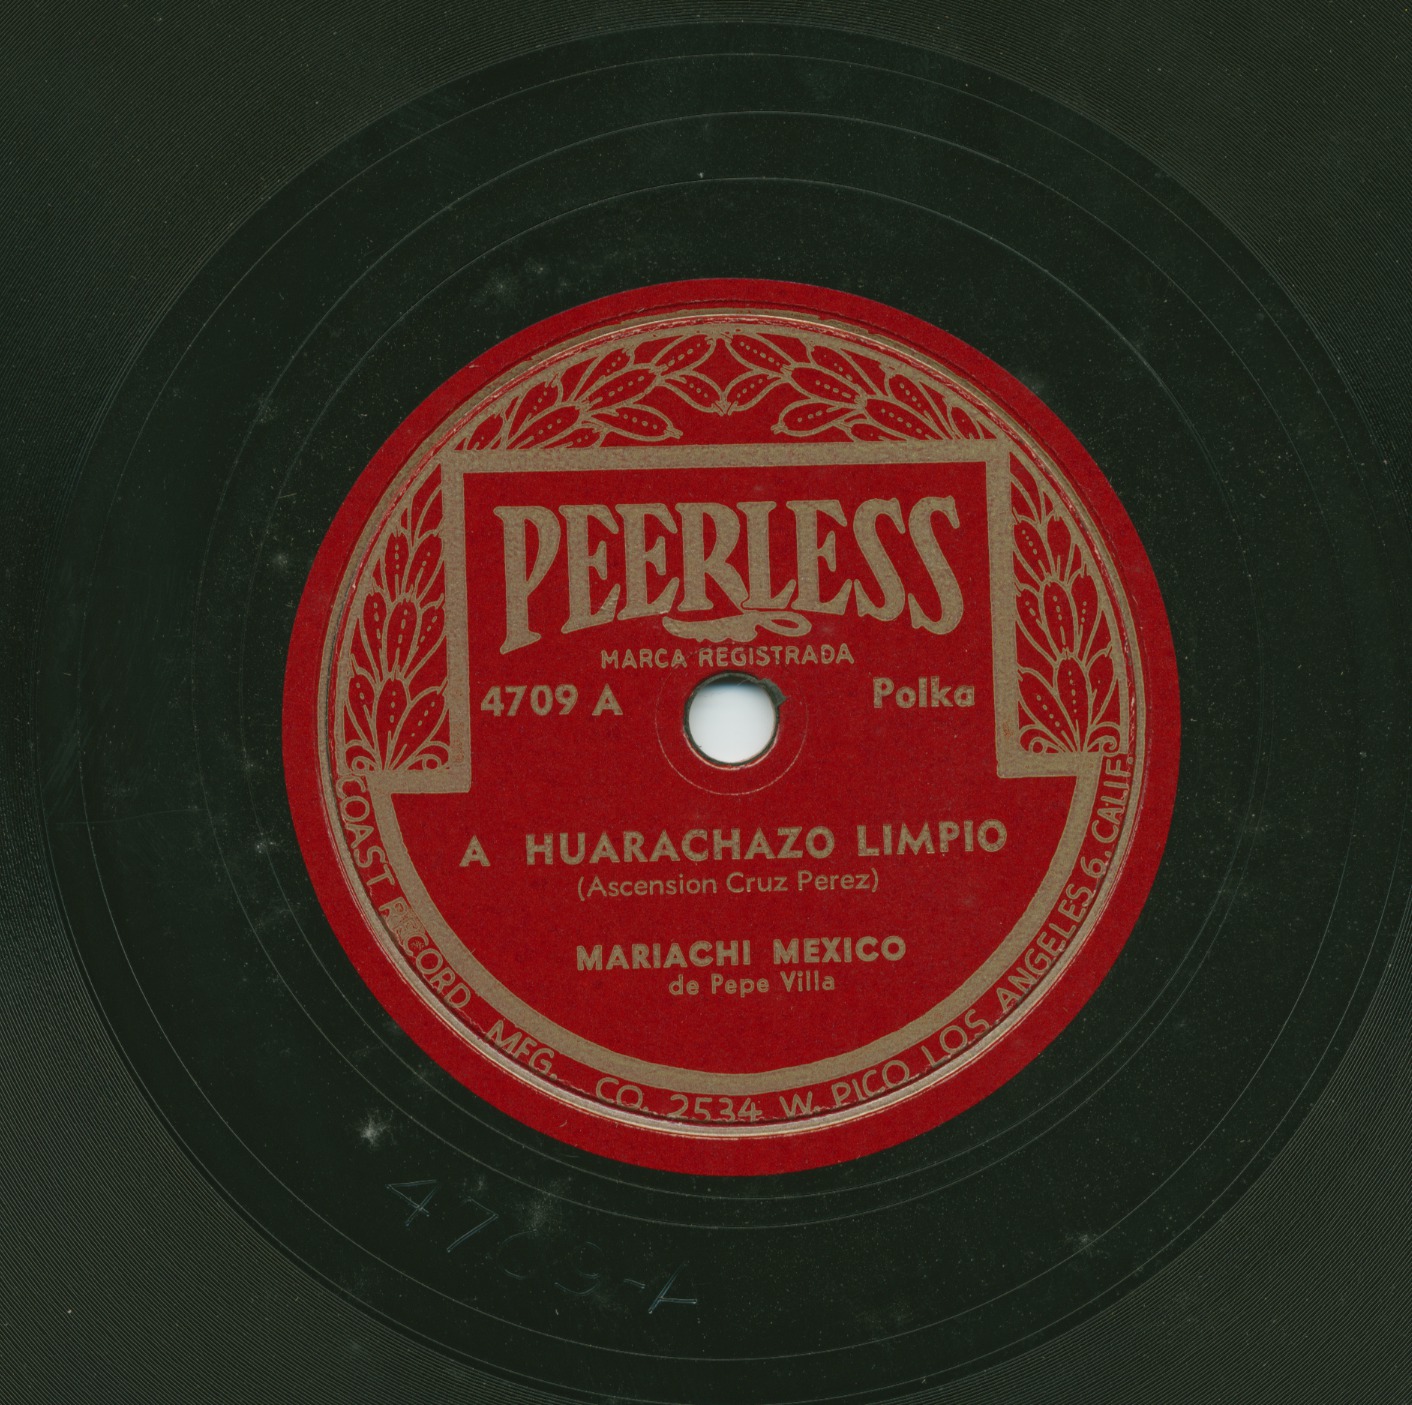 PEERLESS
MARCA REGISTRADA
4709 A
Polka
A HUARACHAZO LIMPIO
(Ascension Cruz Perez)
MARIACHI MEXICO
de Pepe Villa
COAST RECORD MFG. CO. 2534 W. PICO LOS ANGELES 6, CALIF.
4709-A